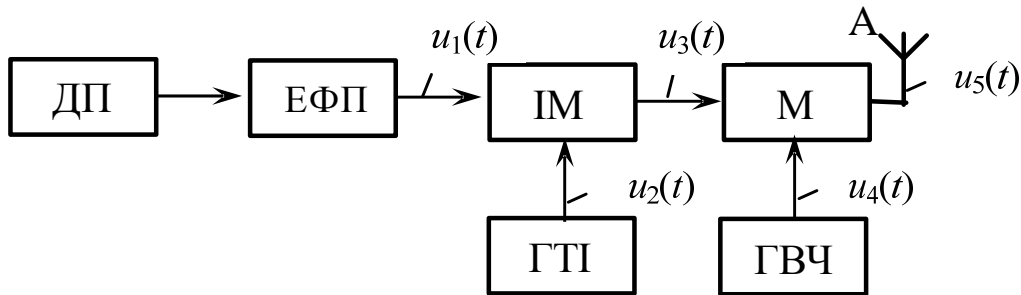 ДП
ЕФП
u1(t)
ІМ
u3(t)
М
А
u5(t)
u2(t)
u4(t)
ГТІ
ГВЧ